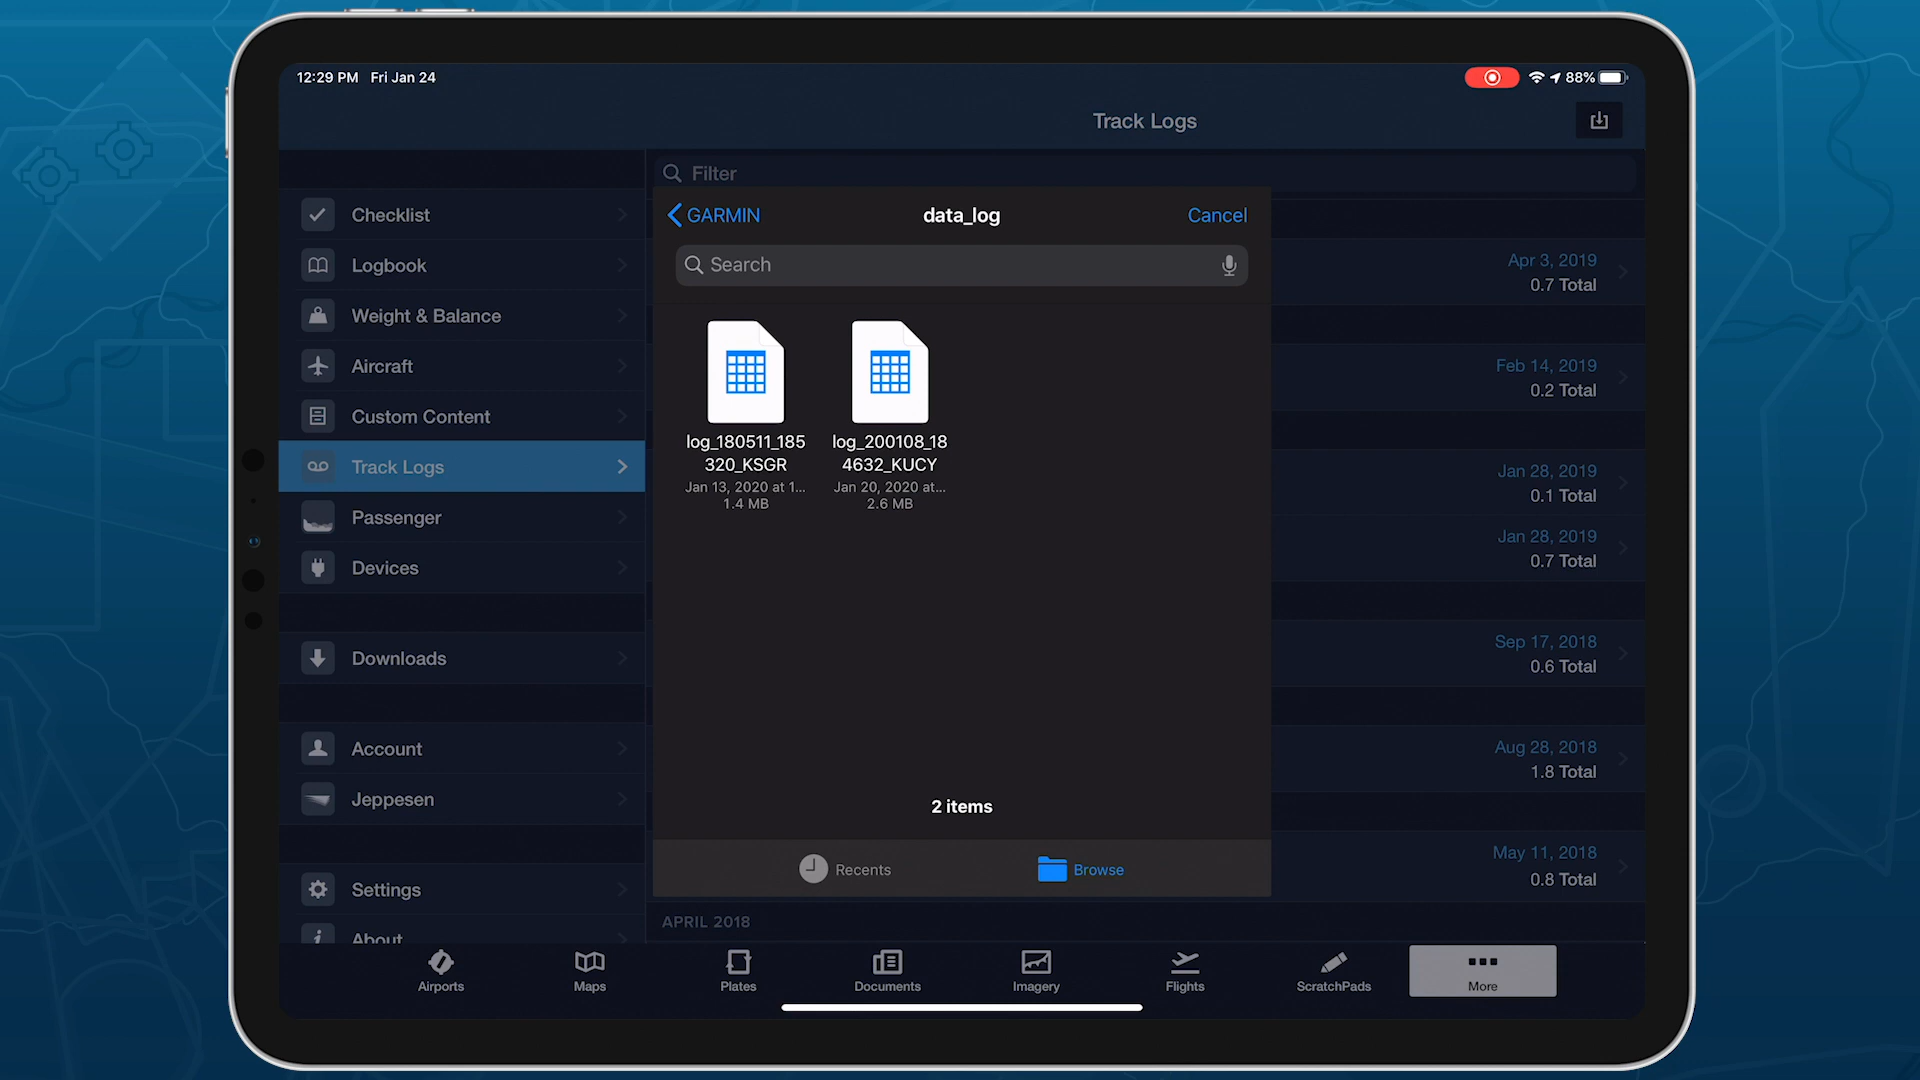 12:29 PM Fri Jan 24
88%
Track Logs
Filter
Checklist
Logbook
Weight & Balance
Aircraft
Custom Content
Track Logs
Passenger
Devices
Downloads
Account
Jeppesen
Settings
About
GARMIN
data_log
Cancel
Search
log_180511_185
320_KSGR
Jan 13, 2020 at 1...
1.4 MB
log_200108_18
4632_KUCY
Jan 20, 2020 at...
2.6 MB
2 items
Recents
Browse
Apr 3, 2019
0.7 Total
Feb 14, 2019
0.2 Total
Jan 28, 2019
0.1 Total
Jan 28, 2019
0.7 Total
Sep 17, 2018
0.6 Total
Aug 28, 2018
1.8 Total
May 11, 2018
0.8 Total
APRIL 2018
Airports
Maps
Plates
Documents
Imagery
Flights
ScratchPads
More